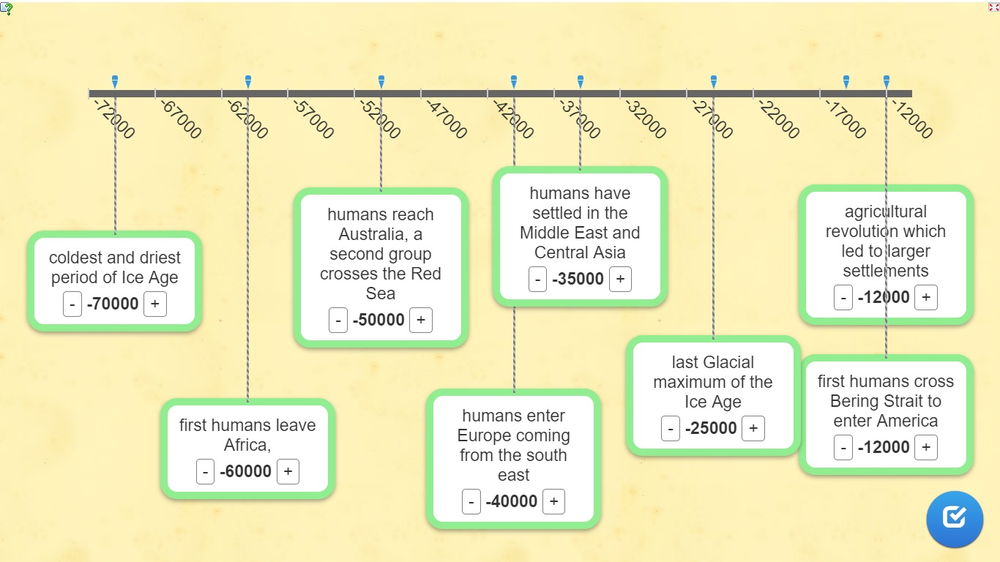 -72000
-67000
-62000
-57000
-52000
-47000
-42000
-37000
-32000
-27000
-22000
-17000
-12000
coldest and driest
period of Ice Age
- -70000 +
first humans leave
Africa,
- -60000 +
humans reach
Australia, a
second group
crosses the Red
Sea
- -50000 +
humans enter
Europe coming
from the south
east
- -40000 +
humans have
settled in the
Middle East and
Central Asia
- -35000 +
last Glacial
maximum of the
Ice Age
- -25000 +
agricultural
revolution which
led to larger
settlements
- -12000 +
first humans cross
Bering Strait to
enter America
- -12000 +